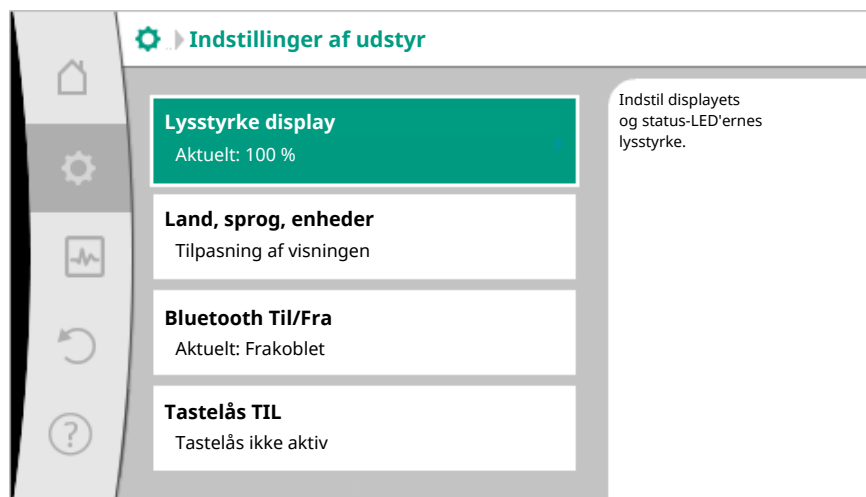 Indstillinger af udstyr
Lysstyrke display
Aktuelt: 100 %
Land, sprog, enheder
Tilpasning af visningen
Bluetooth Til/Fra
Aktuelt: Frakoblet
Tastelås TIL
Tastelås ikke aktiv
Indstil displayets
og status-LED'ernes
lysstyrke.
?